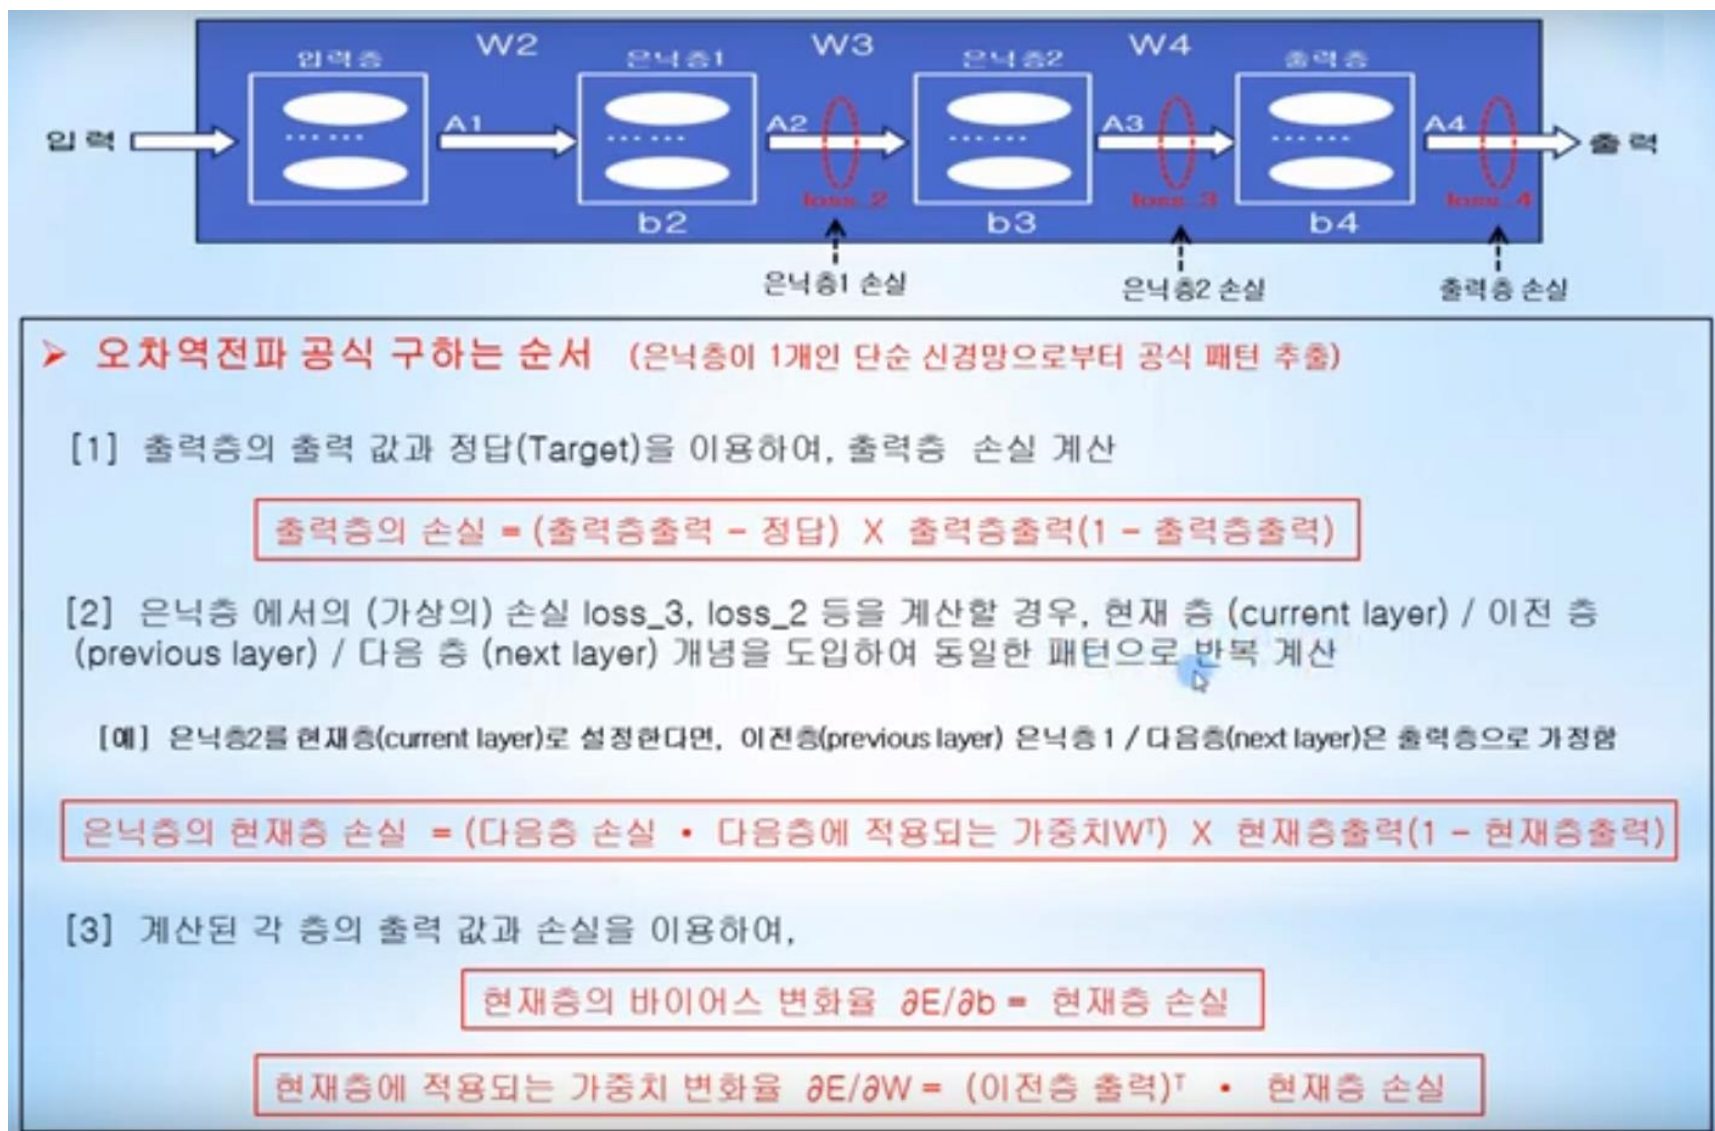 입력층 W2 은닉층1 W3 은닉층2 W4 출력층
입력 A1 A2 A3 A4 출력
loss_2 loss_3 loss_4
b2 b3 b4
은닉층1 손실 은닉층2 손실 출력층 손실
➢ 오차역전파 공식 구하는 순서 (은닉층이 1개인 단순 신경망으로부터 공식 패턴 추출)
[1] 출력층의 출력 값과 정답(Target)을 이용하여, 출력층 손실 계산
출력층의 손실 = (출력층출력 – 정답) X 출력층출력(1 – 출력층출력)
[2] 은닉층 에서의 (가상의) 손실 loss_3, loss_2 등을 계산할 경우, 현재 층 (current layer) / 이전 층
(previous layer) / 다음 층 (next layer) 개념을 도입하여 동일한 패턴으로 반복 계산
[예] 은닉층2를 현재층(current layer)로 설정한다면, 이전층(previous layer) 은닉층1 / 다음층(next layer)은 출력층으로 가정함
은닉층의 현재층 손실 = (다음층 손실 • 다음층에 적용되는 가중치Wᵀ) X 현재층출력(1 – 현재층출력)
[3] 계산된 각 층의 출력 값과 손실을 이용하여,
현재층의 바이어스 변화율 ∂E/∂b = 현재층 손실
현재층에 적용되는 가중치 변화율 ∂E/∂W = (이전층 출력)ᵀ • 현재층 손실